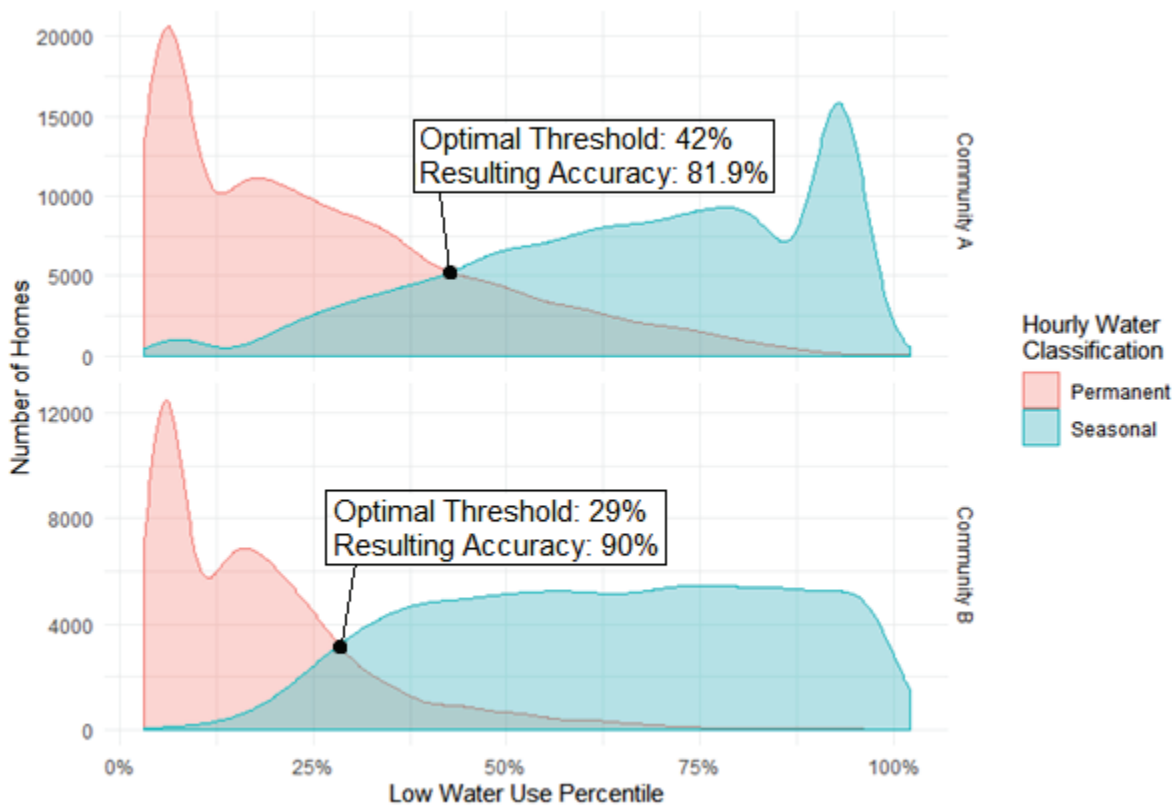 20000
15000
10000
5000
0
Optimal Threshold: 42%
Resulting Accuracy: 81.9%
Community A
Number of Homes
12000
8000
4000
0
Optimal Threshold: 29%
Resulting Accuracy: 90%
Community B
0%
25%
50%
75%
100%
Low Water Use Percentile
Hourly Water
Classification
Permanent
Seasonal